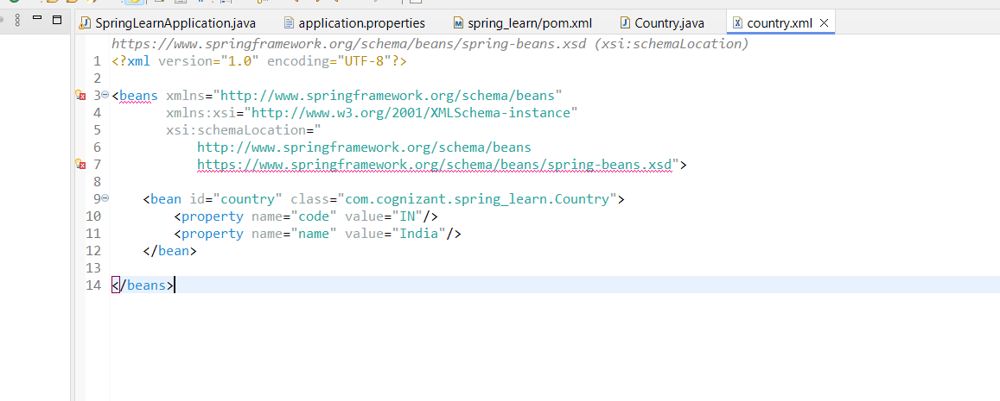 SpringLearnApplication.java application.properties spring_learn/pom.xml Country.java country.xml
https://www.springframework.org/schema/beans/spring-beans.xsd (xsi:schemaLocation)
1 <?xml version="1.0" encoding="UTF-8"?>
2
3 <beans xmlns="http://www.springframework.org/schema/beans"
4 xmlns:xsi="http://www.w3.org/2001/XMLSchema-instance"
5 xsi:schemaLocation="
6 http://www.springframework.org/schema/beans
7 https://www.springframework.org/schema/beans/spring-beans.xsd">
8
9 <bean id="country" class="com.cognizant.spring_learn.Country">
10 <property name="code" value="IN"/>
11 <property name="name" value="India"/>
12 </bean>
13
14 </beans>